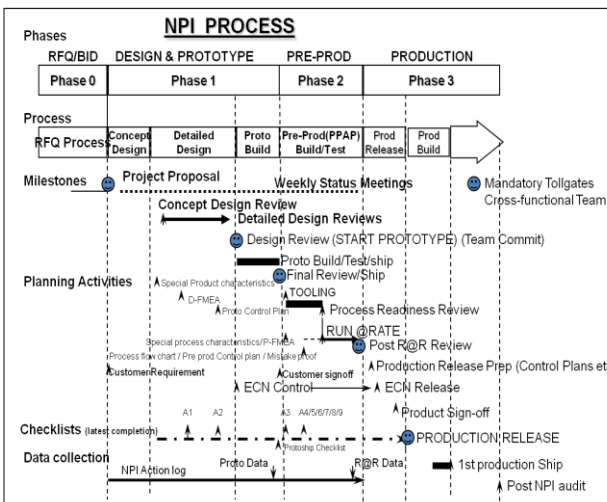 NPI PROCESS
Phases
RFQ/BID DESIGN & PROTOTYPE PRE-PROD PRODUCTION
Phase 0 Phase 1 Phase 2 Phase 3
Process
RFQ Process Concept Design Detailed Design Proto Build Pre-Prod(PPAP) Build/Test Prod Release Prod Build
Milestones Project Proposal Weekly Status Meetings Mandatory Tollgates
Cross-functional Team
Concept Design Review
Detailed Design Reviews
Design Review (START PROTOTYPE) (Team Commit)
Proto Build/Test/ship
Final Review/Ship
Planning Activities Special Product characteristics
TOOLING
D-FMEA
Proto Control Plan Process Readiness Review
RUN @RATE
Special process characteristics/P-FMEA
Post R@R Review
Process flow chart / Pre prod Control plan / Mistake proof
Production Release Prep (Control Plans et
Customer Requirement Customer signoff
ECN Control ECN Release
Product Sign-off
A1 A2 A3 A4/5/6/7/8/9
Checklists (latest completion) PRODUCTION RELEASE
Protoship Checklist
Data collection
Proto Data R@R Data 1st production Ship
NPI Action log
Post NPI audit